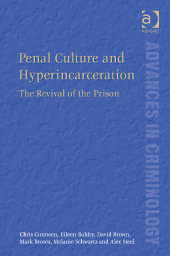 ASHGATE
Penal Culture and
Hyperincarceration
The Revival of the Prison
ADVANCES IN CRIMINOLOGY
Chris Cunneen, Eileen Baldry, David Brown,
Mark Brown, Melanie Schwartz and Alex Steel